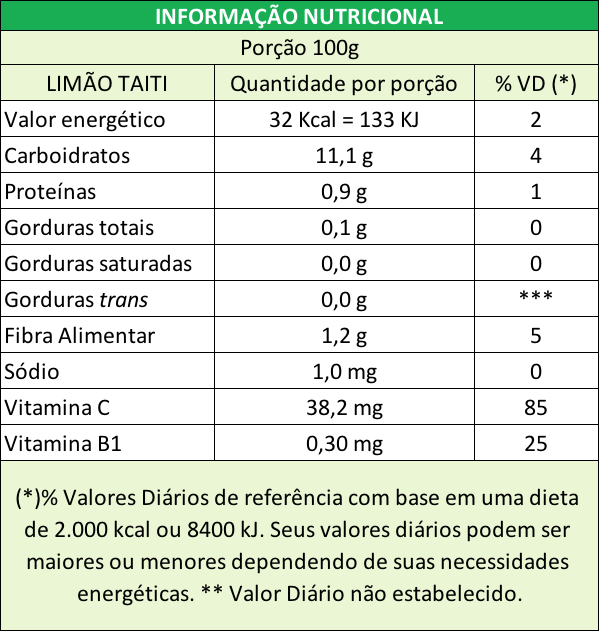 INFORMAÇÃO NUTRICIONAL
Porção 100g
LIMÃO TAITI Quantidade por porção % VD (*)
Valor energético 32 Kcal = 133 KJ 2
Carboidratos 11,1 g 4
Proteínas 0,9 g 1
Gorduras totais 0,1 g 0
Gorduras saturadas 0,0 g 0
Gorduras trans 0,0 g ***
Fibra Alimentar 1,2 g 5
Sódio 1,0 mg 0
Vitamina C 38,2 mg 85
Vitamina B1 0,30 mg 25
(*)% Valores Diários de referência com base em uma dieta
de 2.000 kcal ou 8400 kJ. Seus valores diários podem ser
maiores ou menores dependendo de suas necessidades
energéticas. ** Valor Diário não estabelecido.